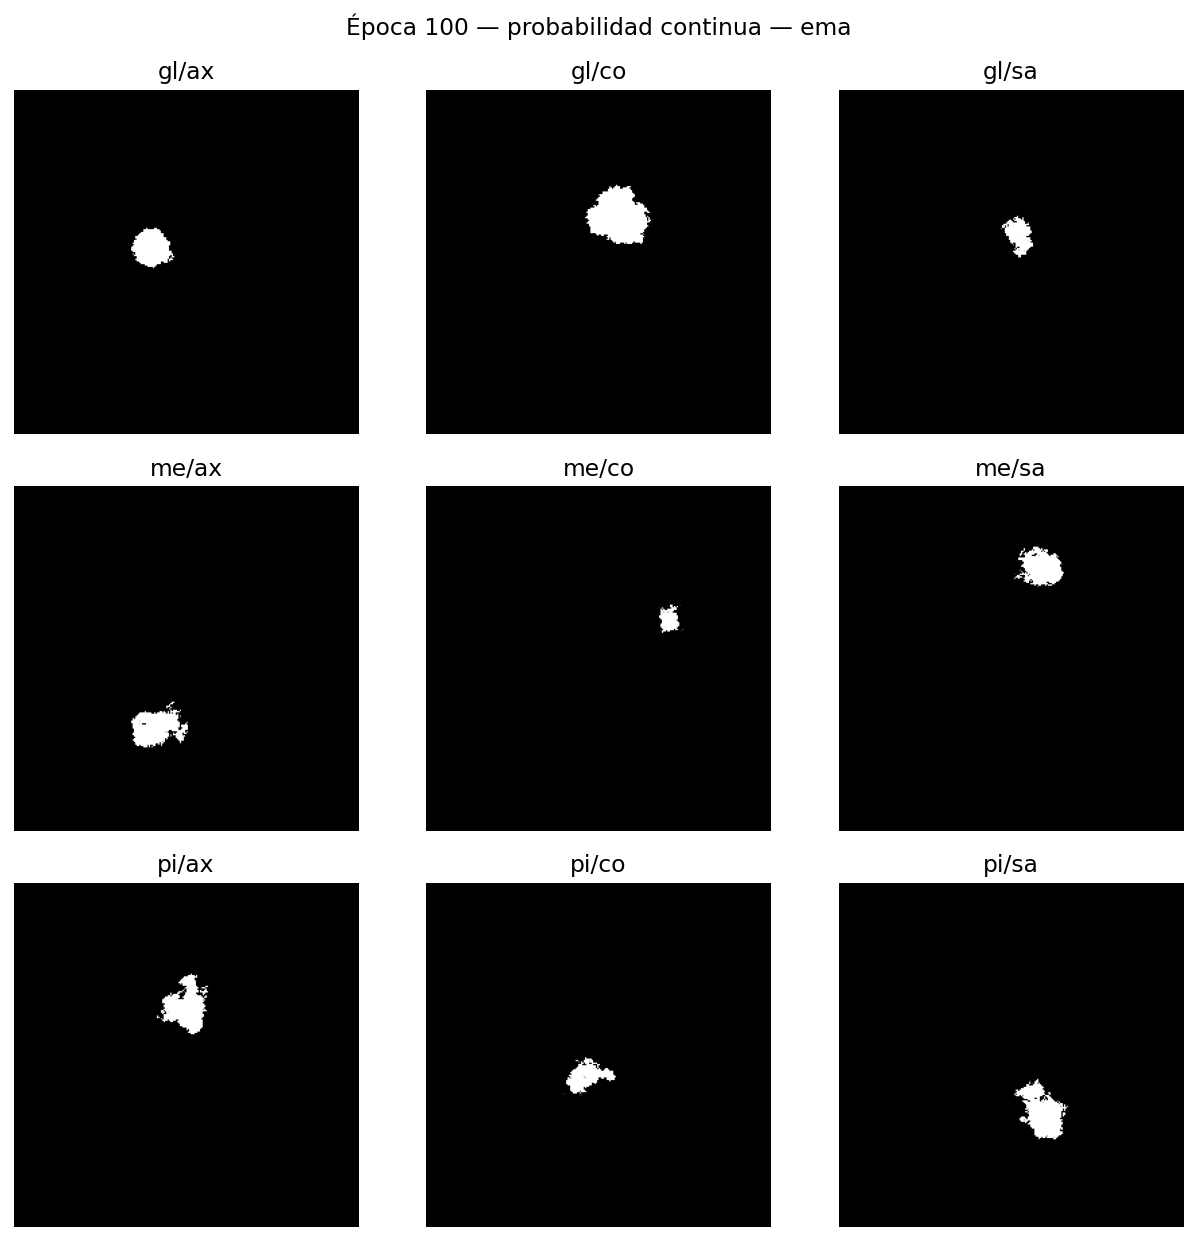 Época 100 — probabilidad continua — ema
gl/ax
gl/co
gl/sa
me/ax
me/co
me/sa
pi/ax
pi/co
pi/sa